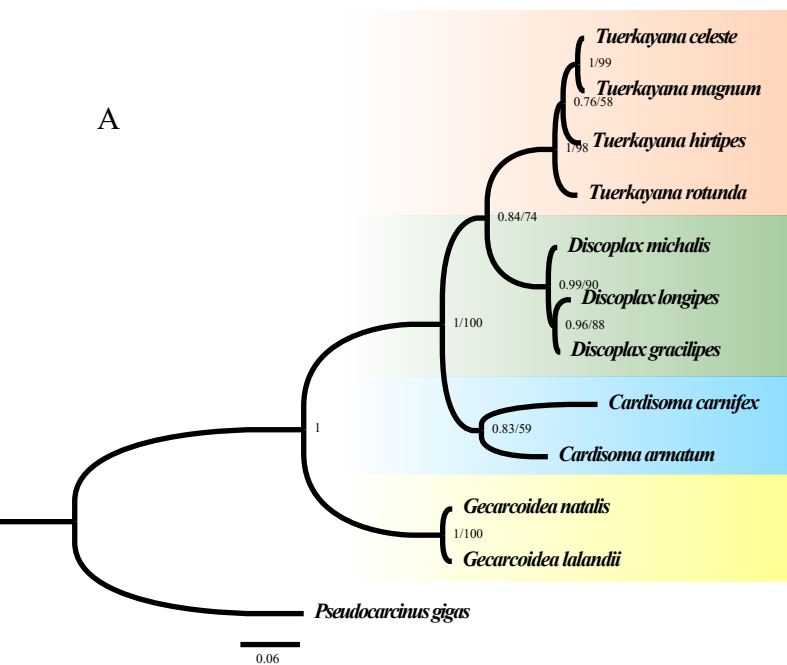 A
Tuerkayana celeste
1/99
Tuerkayana magnum
0.76/58
Tuerkayana hirtipes
1/98
Tuerkayana rotunda
0.84/74
Discoplax michalis
0.99/90
Discoplax longipes
0.96/88
1/100
Discoplax gracilipes
Cardisoma carnifex
0.83/59
1
Cardisoma armatum
Gecarcoidea natalis
1/100
Gecarcoidea lalandii
Pseudocarcinus gigas
0.06